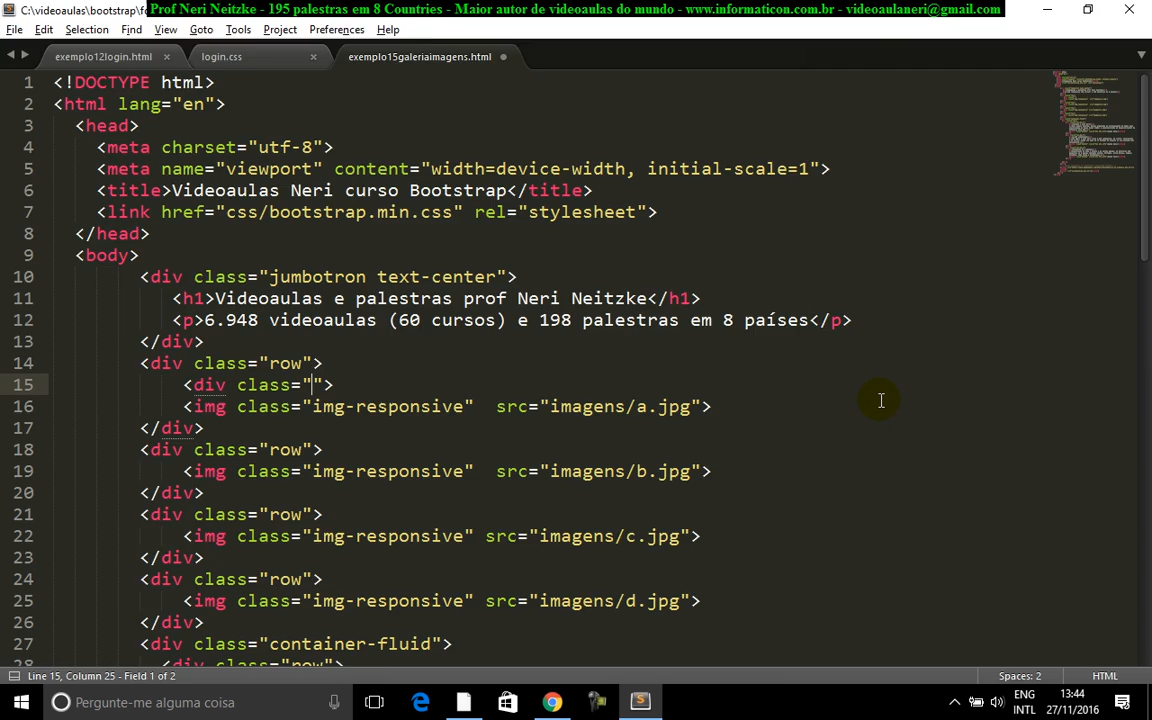 C:\videoaulas\bootstrap\fo
Prof Neri Neitzke - 195 palestras em 8 Countries - Maior autor de videoaulas do mundo - www.informaticon.com.br - videoaulaneri@gmail.com
File Edit Selection Find View Goto Tools Project Preferences Help
exemplo12login.html × login.css × exemplo15galeriaimagens.html
1 <!DOCTYPE html>
2 <html lang="en">
3 <head>
4 <meta charset="utf-8">
5 <meta name="viewport" content="width=device-width, initial-scale=1">
6 <title>Videoaulas Neri curso Bootstrap</title>
7 <link href="css/bootstrap.min.css" rel="stylesheet">
8 </head>
9 <body>
10 <div class="jumbotron text-center">
11 <h1>Videoaulas e palestras prof Neri Neitzke</h1>
12 <p>6.948 videoaulas (60 cursos) e 198 palestras em 8 países</p>
13 </div>
14 <div class="row">
15 <div class="">
16 <img class="img-responsive"  src="imagens/a.jpg">
17 </div>
18 <div class="row">
19 <img class="img-responsive"  src="imagens/b.jpg">
20 </div>
21 <div class="row">
22 <img class="img-responsive" src="imagens/c.jpg">
23 </div>
24 <div class="row">
25 <img class="img-responsive" src="imagens/d.jpg">
26 </div>
27 <div class="container-fluid">
28 <div class="row">
Line 15, Column 25 - Field 1 of 2 Spaces: 2 HTML
Pergunte-me alguma coisa
ENG 13:44
INTL 27/11/2016